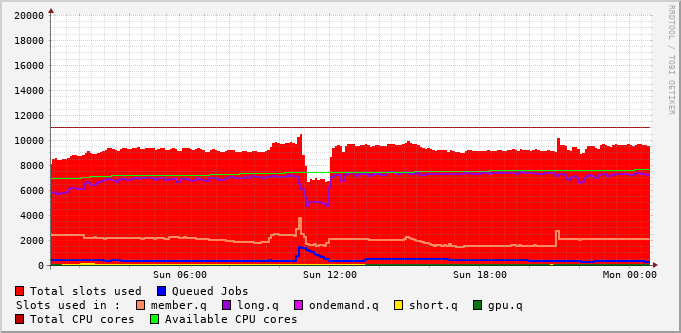 RRDTOOL / TOBI OETIKER
20000
18000
16000
14000
12000
10000
8000
6000
4000
2000
0
Sun 06:00 Sun 12:00 Sun 18:00 Mon 00:00
Total slots used Queued Jobs
Slots used in : member.q long.q ondemand.q short.q gpu.q
Total CPU cores Available CPU cores